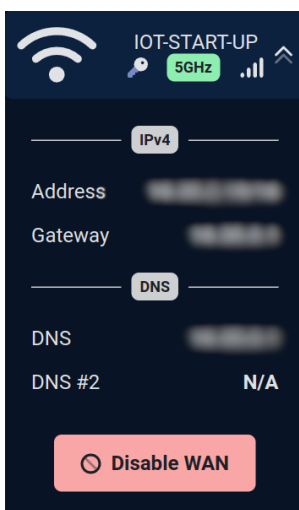 IOT-START-UP
5GHz
IPv4
Address
Gateway
DNS
DNS
DNS #2 N/A
Disable WAN